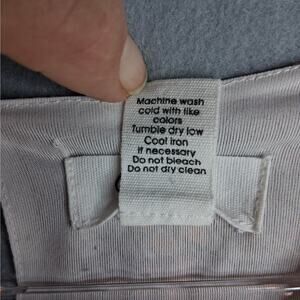 Machine wash
cold with like
colors
Tumble dry low
Cool iron
if necessary
Do not bleach
Do not dry clean